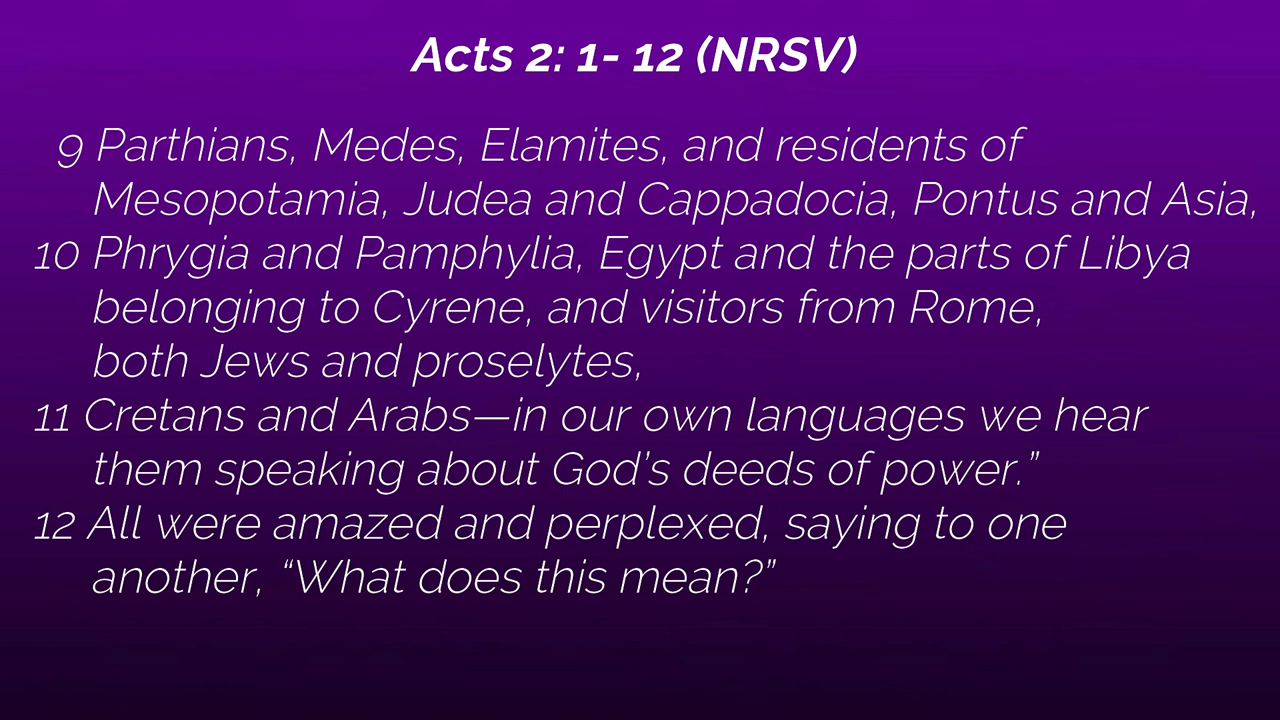 Acts 2: 1- 12 (NRSV)
9 Parthians, Medes, Elamites, and residents of
Mesopotamia, Judea and Cappadocia, Pontus and Asia,
10 Phrygia and Pamphylia, Egypt and the parts of Libya
belonging to Cyrene, and visitors from Rome,
both Jews and proselytes,
11 Cretans and Arabs—in our own languages we hear
them speaking about God’s deeds of power.”
12 All were amazed and perplexed, saying to one
another, “What does this mean?”